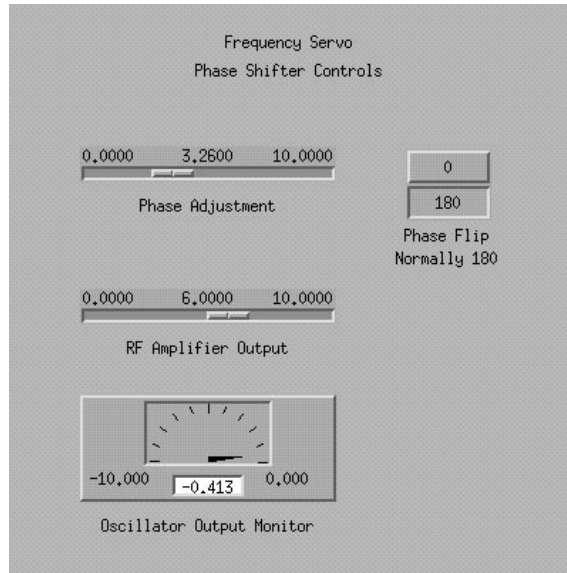 Frequency Servo
Phase Shifter Controls
0.0000 3.2600 10.0000
Phase Adjustment
0
180
Phase Flip
Normally 180
0.0000 6.0000 10.0000
RF Amplifier Output
-10.000 -0.413 0.000
Oscillator Output Monitor